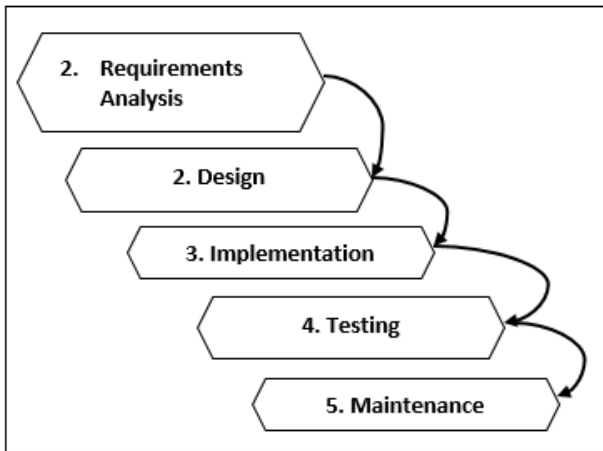 2. Requirements
Analysis
2. Design
3. Implementation
4. Testing
5. Maintenance